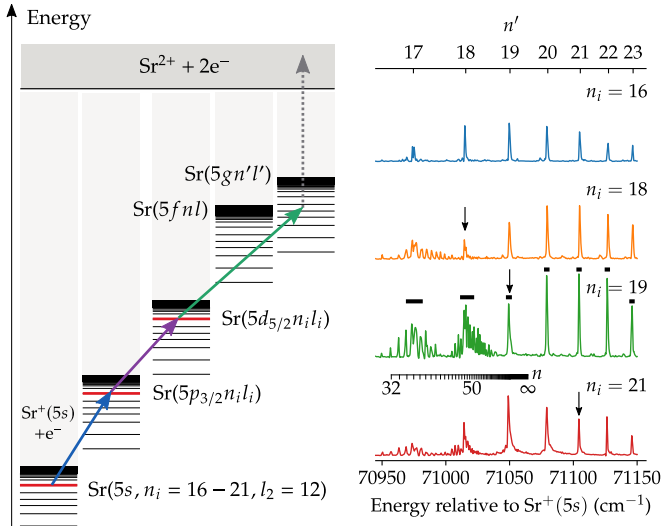 Energy
Sr²⁺ + 2e⁻
Sr(5gn′l′)
Sr(5fnl)
Sr(5d₅/₂nᵢlᵢ)
Sr(5p₃/₂nᵢlᵢ)
Sr⁺(5s)
+e⁻
Sr(5s, nᵢ = 16 − 21, l₂ = 12)
n′
17 18 19 20 21 22 23
nᵢ = 16
nᵢ = 18
nᵢ = 19
n
32 50 ∞
nᵢ = 21
70950 71000 71050 71100 71150
Energy relative to Sr⁺(5s) (cm⁻¹)